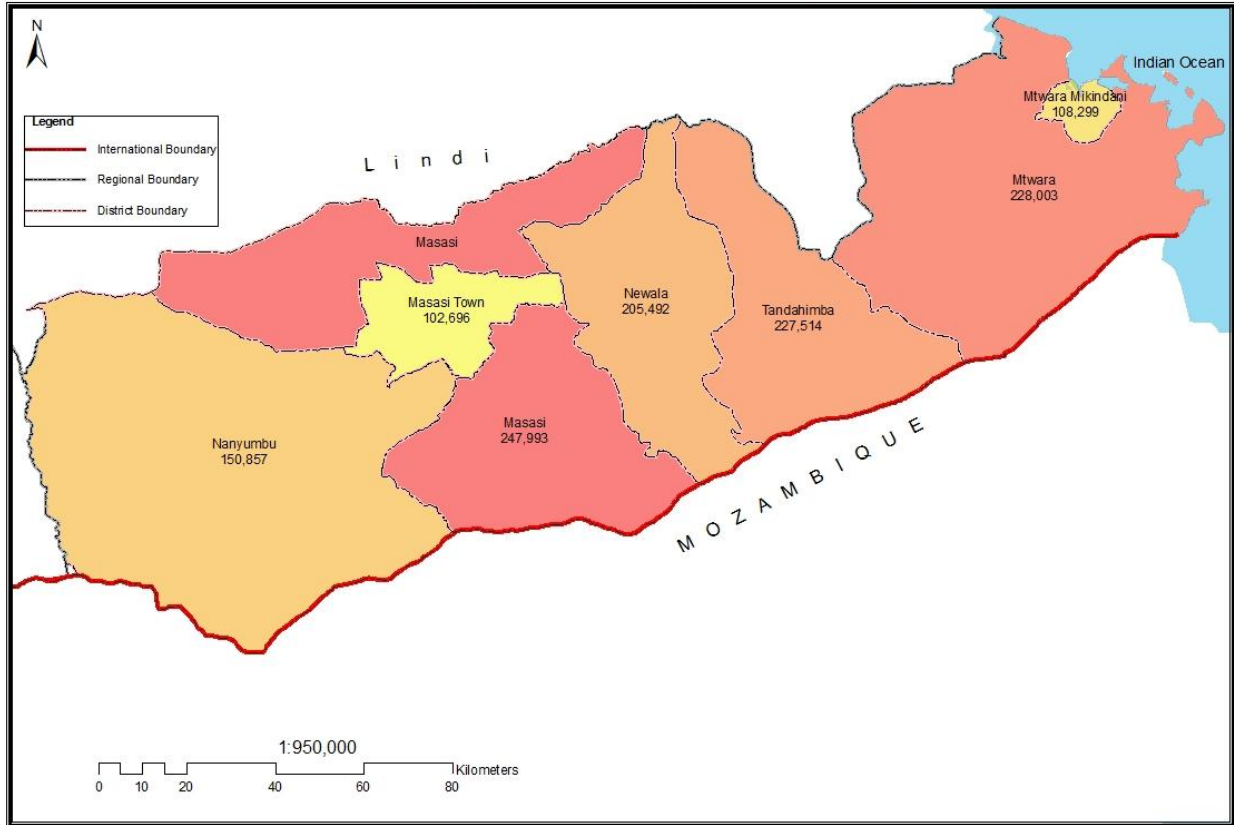 N
Indian Ocean
Mtwara Mikindani
108,299
Legend
International Boundary
Regional Boundary
District Boundary
Lindi
Mtwara
228,003
Masasi
Masasi Town
102,696
Newala
205,492
Tandahimba
227,514
Masasi
247,993
Nanyumbu
150,857
MOZAMBIQUE
1:950,000
Kilometers
0 10 20 40 60 80